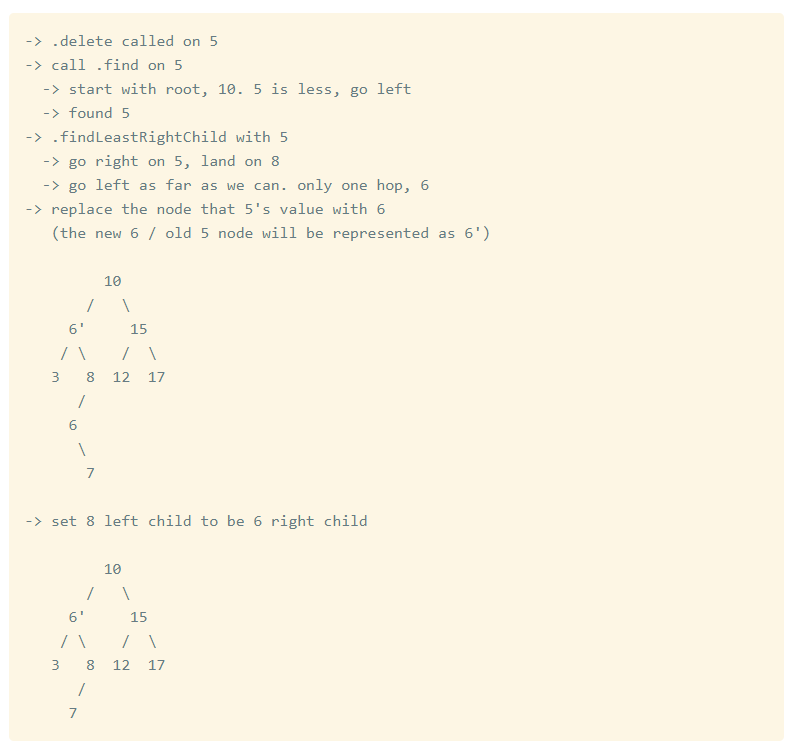 -> .delete called on 5
-> call .find on 5
  -> start with root, 10. 5 is less, go left
  -> found 5
-> .findLeastRightChild with 5
  -> go right on 5, land on 8
  -> go left as far as we can. only one hop, 6
-> replace the node that 5's value with 6
   (the new 6 / old 5 node will be represented as 6')

         10
       /   \
     6'     15
    / \    /  \
   3   8  12  17
      /
     6
      \
       7

-> set 8 left child to be 6 right child

         10
       /   \
     6'     15
    / \    /  \
   3   8  12  17
      /
     7